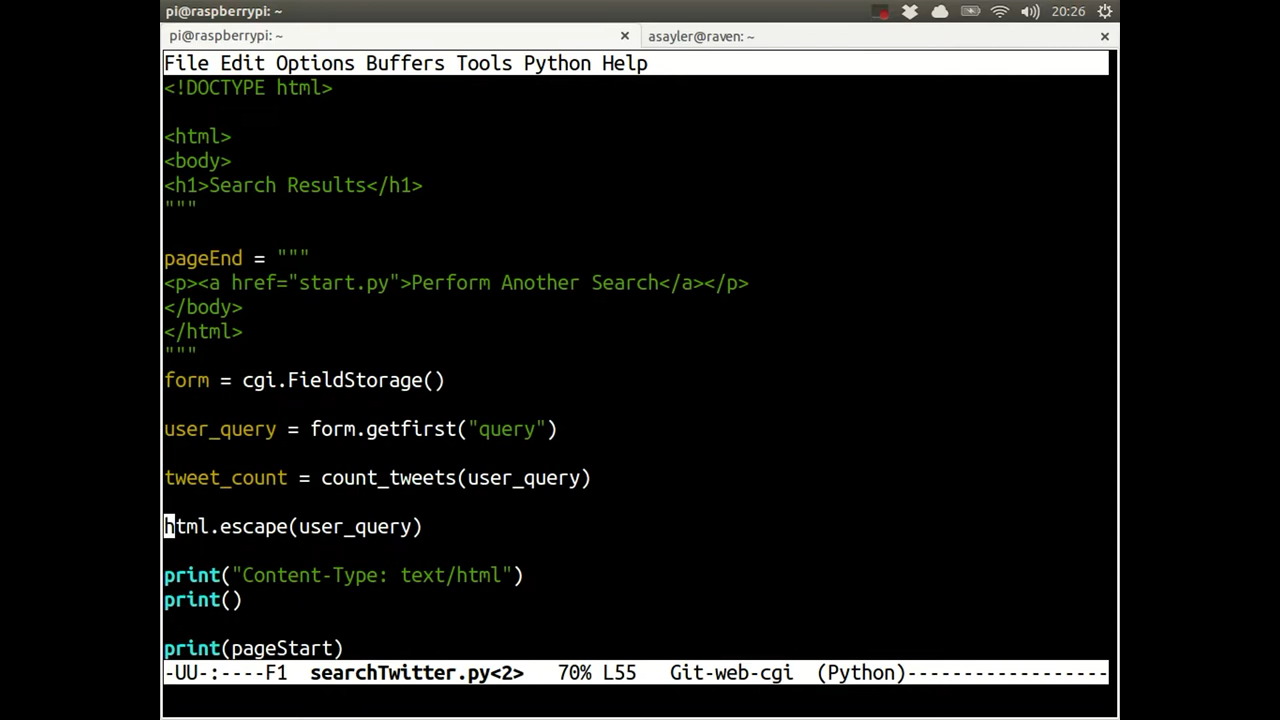 pi@raspberrypi: ~
20:26
pi@raspberrypi: ~
asayler@raven: ~
File Edit Options Buffers Tools Python Help
<!DOCTYPE html>
<html>
<body>
<h1>Search Results</h1>
"""
pageEnd = """
<p><a href="start.py">Perform Another Search</a></p>
</body>
</html>
"""
form = cgi.FieldStorage()
user_query = form.getfirst("query")
tweet_count = count_tweets(user_query)
html.escape(user_query)
print("Content-Type: text/html")
print()
print(pageStart)
-UU-:----F1 searchTwitter.py<2> 70% L55 Git-web-cgi (Python)------------------